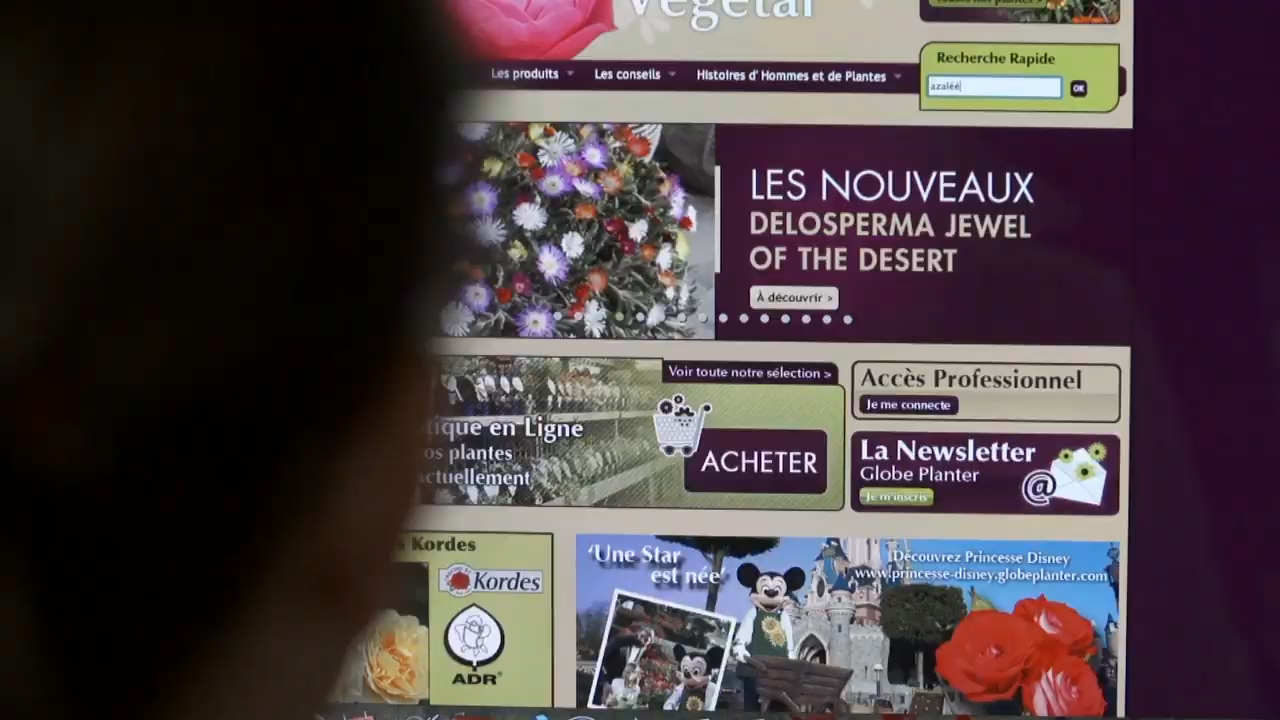 végétal
Les produits
Les conseils
Histoires d' Hommes et de Plantes
Recherche Rapide
azalée
OK
LES NOUVEAUX
DELOSPERMA JEWEL
OF THE DESERT
À découvrir >
Voir toute notre sélection >
tique en Ligne
os plantes
ctuellement
ACHETER
Accès Professionnel
Je me connecte
La Newsletter
Globe Planter
@
Je m'inscris
Kordes
Kordes
ADR
'Une Star
est née'
Découvrez Princesse Disney
www.princesse-disney.globeplanter.com